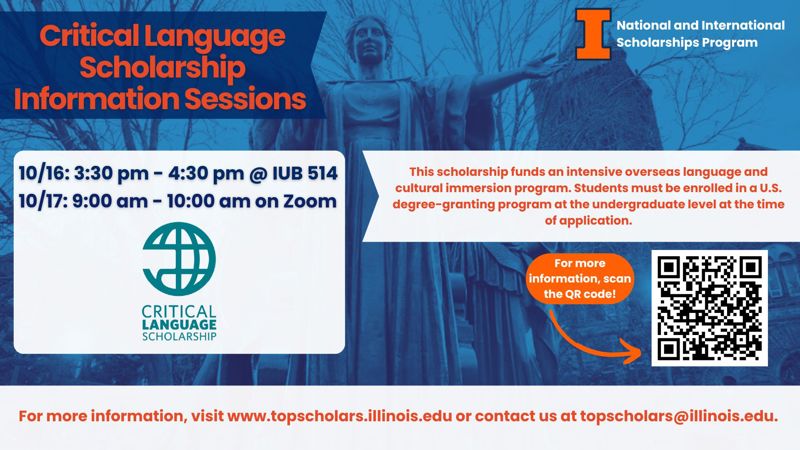 Critical Language
Scholarship
Information Sessions
National and International
Scholarships Program
10/16: 3:30 pm - 4:30 pm @ IUB 514
10/17: 9:00 am - 10:00 am on Zoom
CRITICAL
LANGUAGE
SCHOLARSHIP
This scholarship funds an intensive overseas language and
cultural immersion program. Students must be enrolled in a U.S.
degree-granting program at the undergraduate level at the time
of application.
For more
information, scan
the QR code!
For more information, visit www.topscholars.illinois.edu or contact us at topscholars@illinois.edu.